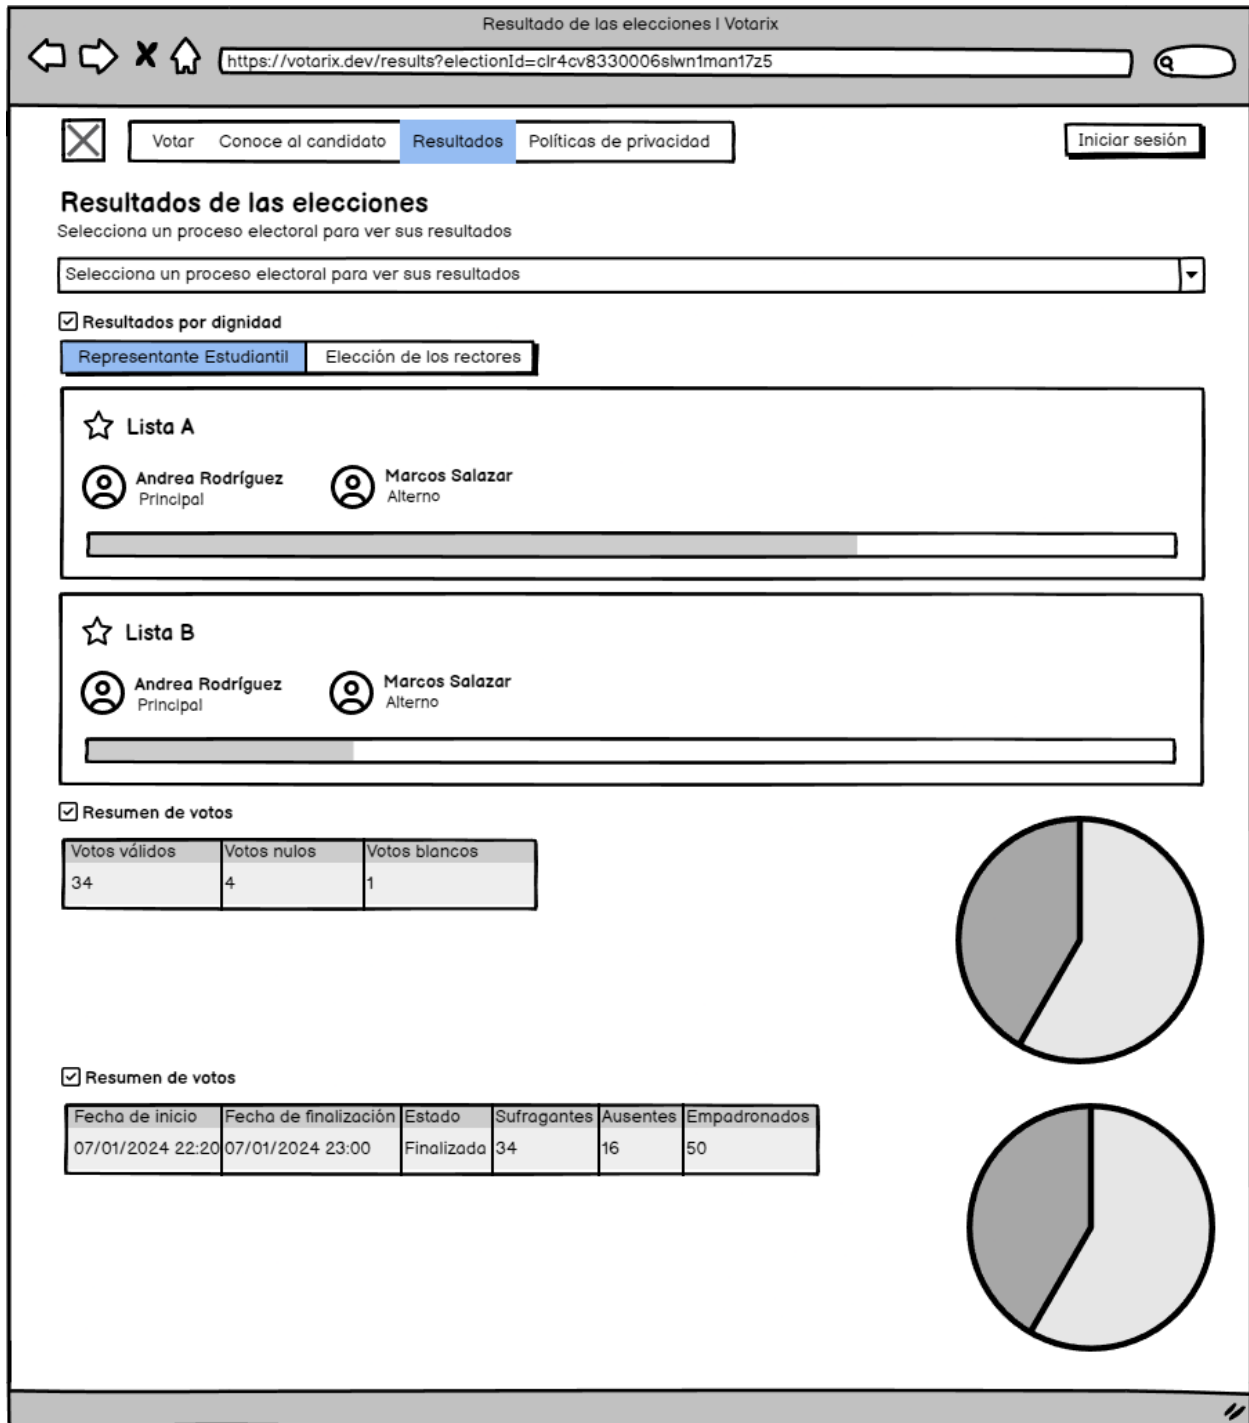 Resultado de las elecciones | Votarix
https://votarix.dev/results?electionId=clr4cv8330006slwn1man17z5
Votar Conoce al candidato Resultados Políticas de privacidad
Iniciar sesión
Resultados de las elecciones
Selecciona un proceso electoral para ver sus resultados
Selecciona un proceso electoral para ver sus resultados
Resultados por dignidad
Representante Estudiantil Elección de los rectores
Lista A
Andrea Rodríguez Marcos Salazar
Principal Alterno
Lista B
Andrea Rodríguez Marcos Salazar
Principal Alterno
Resumen de votos
Votos válidos Votos nulos Votos blancos
34 4 1
Resumen de votos
Fecha de inicio Fecha de finalización Estado Sufragantes Ausentes Empadronados
07/01/2024 22:20 07/01/2024 23:00 Finalizada 34 16 50